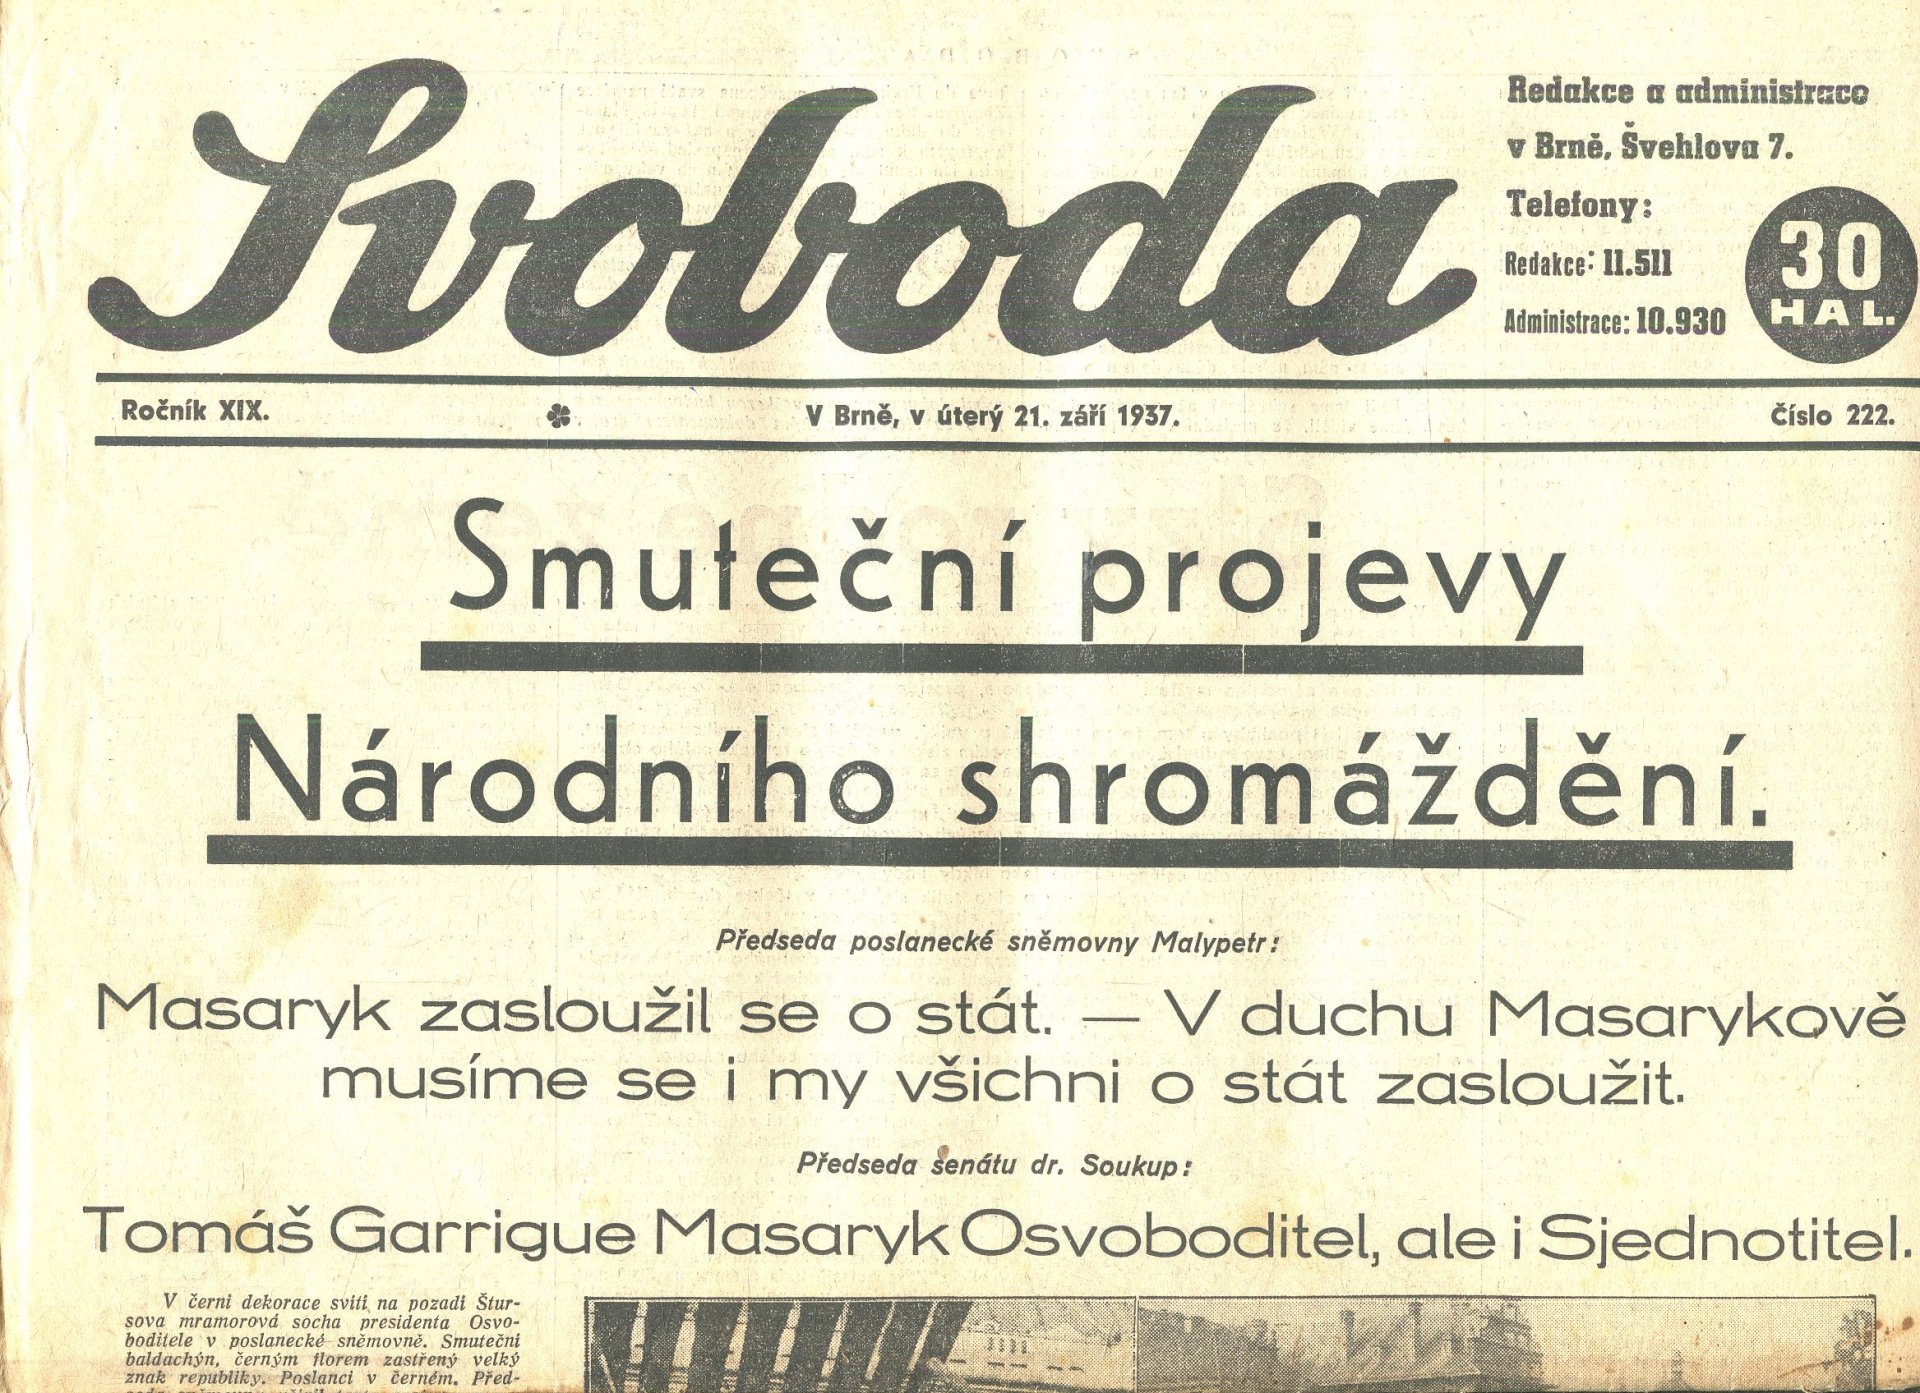 Svoboda
Redakce a administrace
v Brně, Švehlova 7.
Telefony:
Redakce: 11.511
Administrace: 10.930
30
HAL.
Ročník XIX.
V Brně, v úterý 21. září 1937.
Číslo 222.
Smuteční projevy
Národního shromáždění.
Předseda poslanecké sněmovny Malypetr:
Masaryk zasloužil se o stát. — V duchu Masarykově
musíme se i my všichni o stát zasloužit.
Předseda senátu dr. Soukup:
Tomáš Garrigue Masaryk Osvoboditel, ale i Sjednotitel.
V černi dekorace svítí na pozadí Štur-
sova mramorová socha presidenta Osvo-
boditele v poslanecké sněmovně. Smuteční
baldachýn, černým florem zastřený velký
znak republiky. Poslanci v černém. Před-